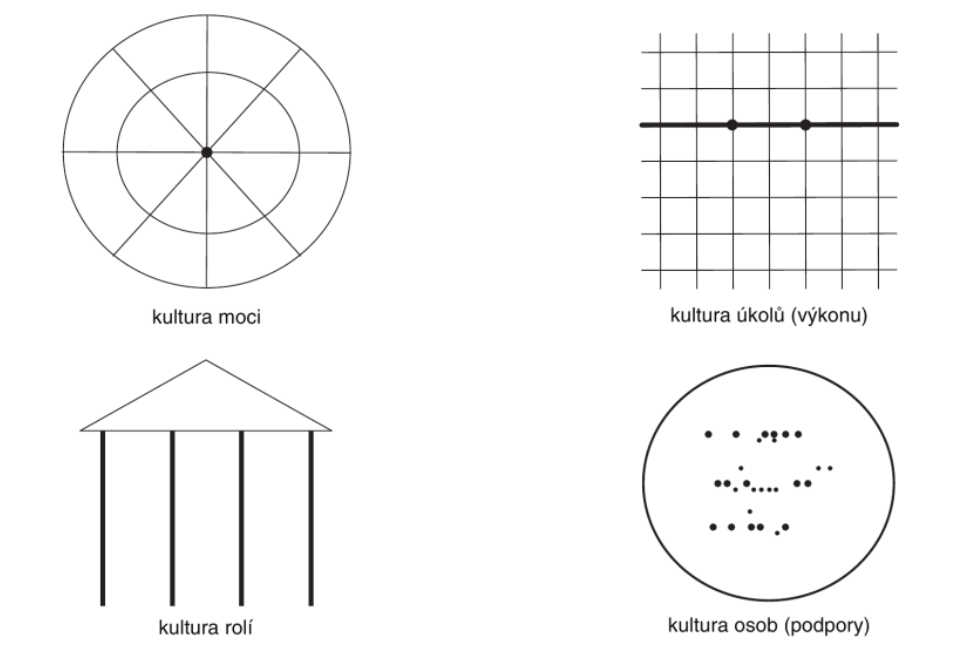 kultura moci
kultura úkolů (výkonu)
kultura rolí
kultura osob (podpory)